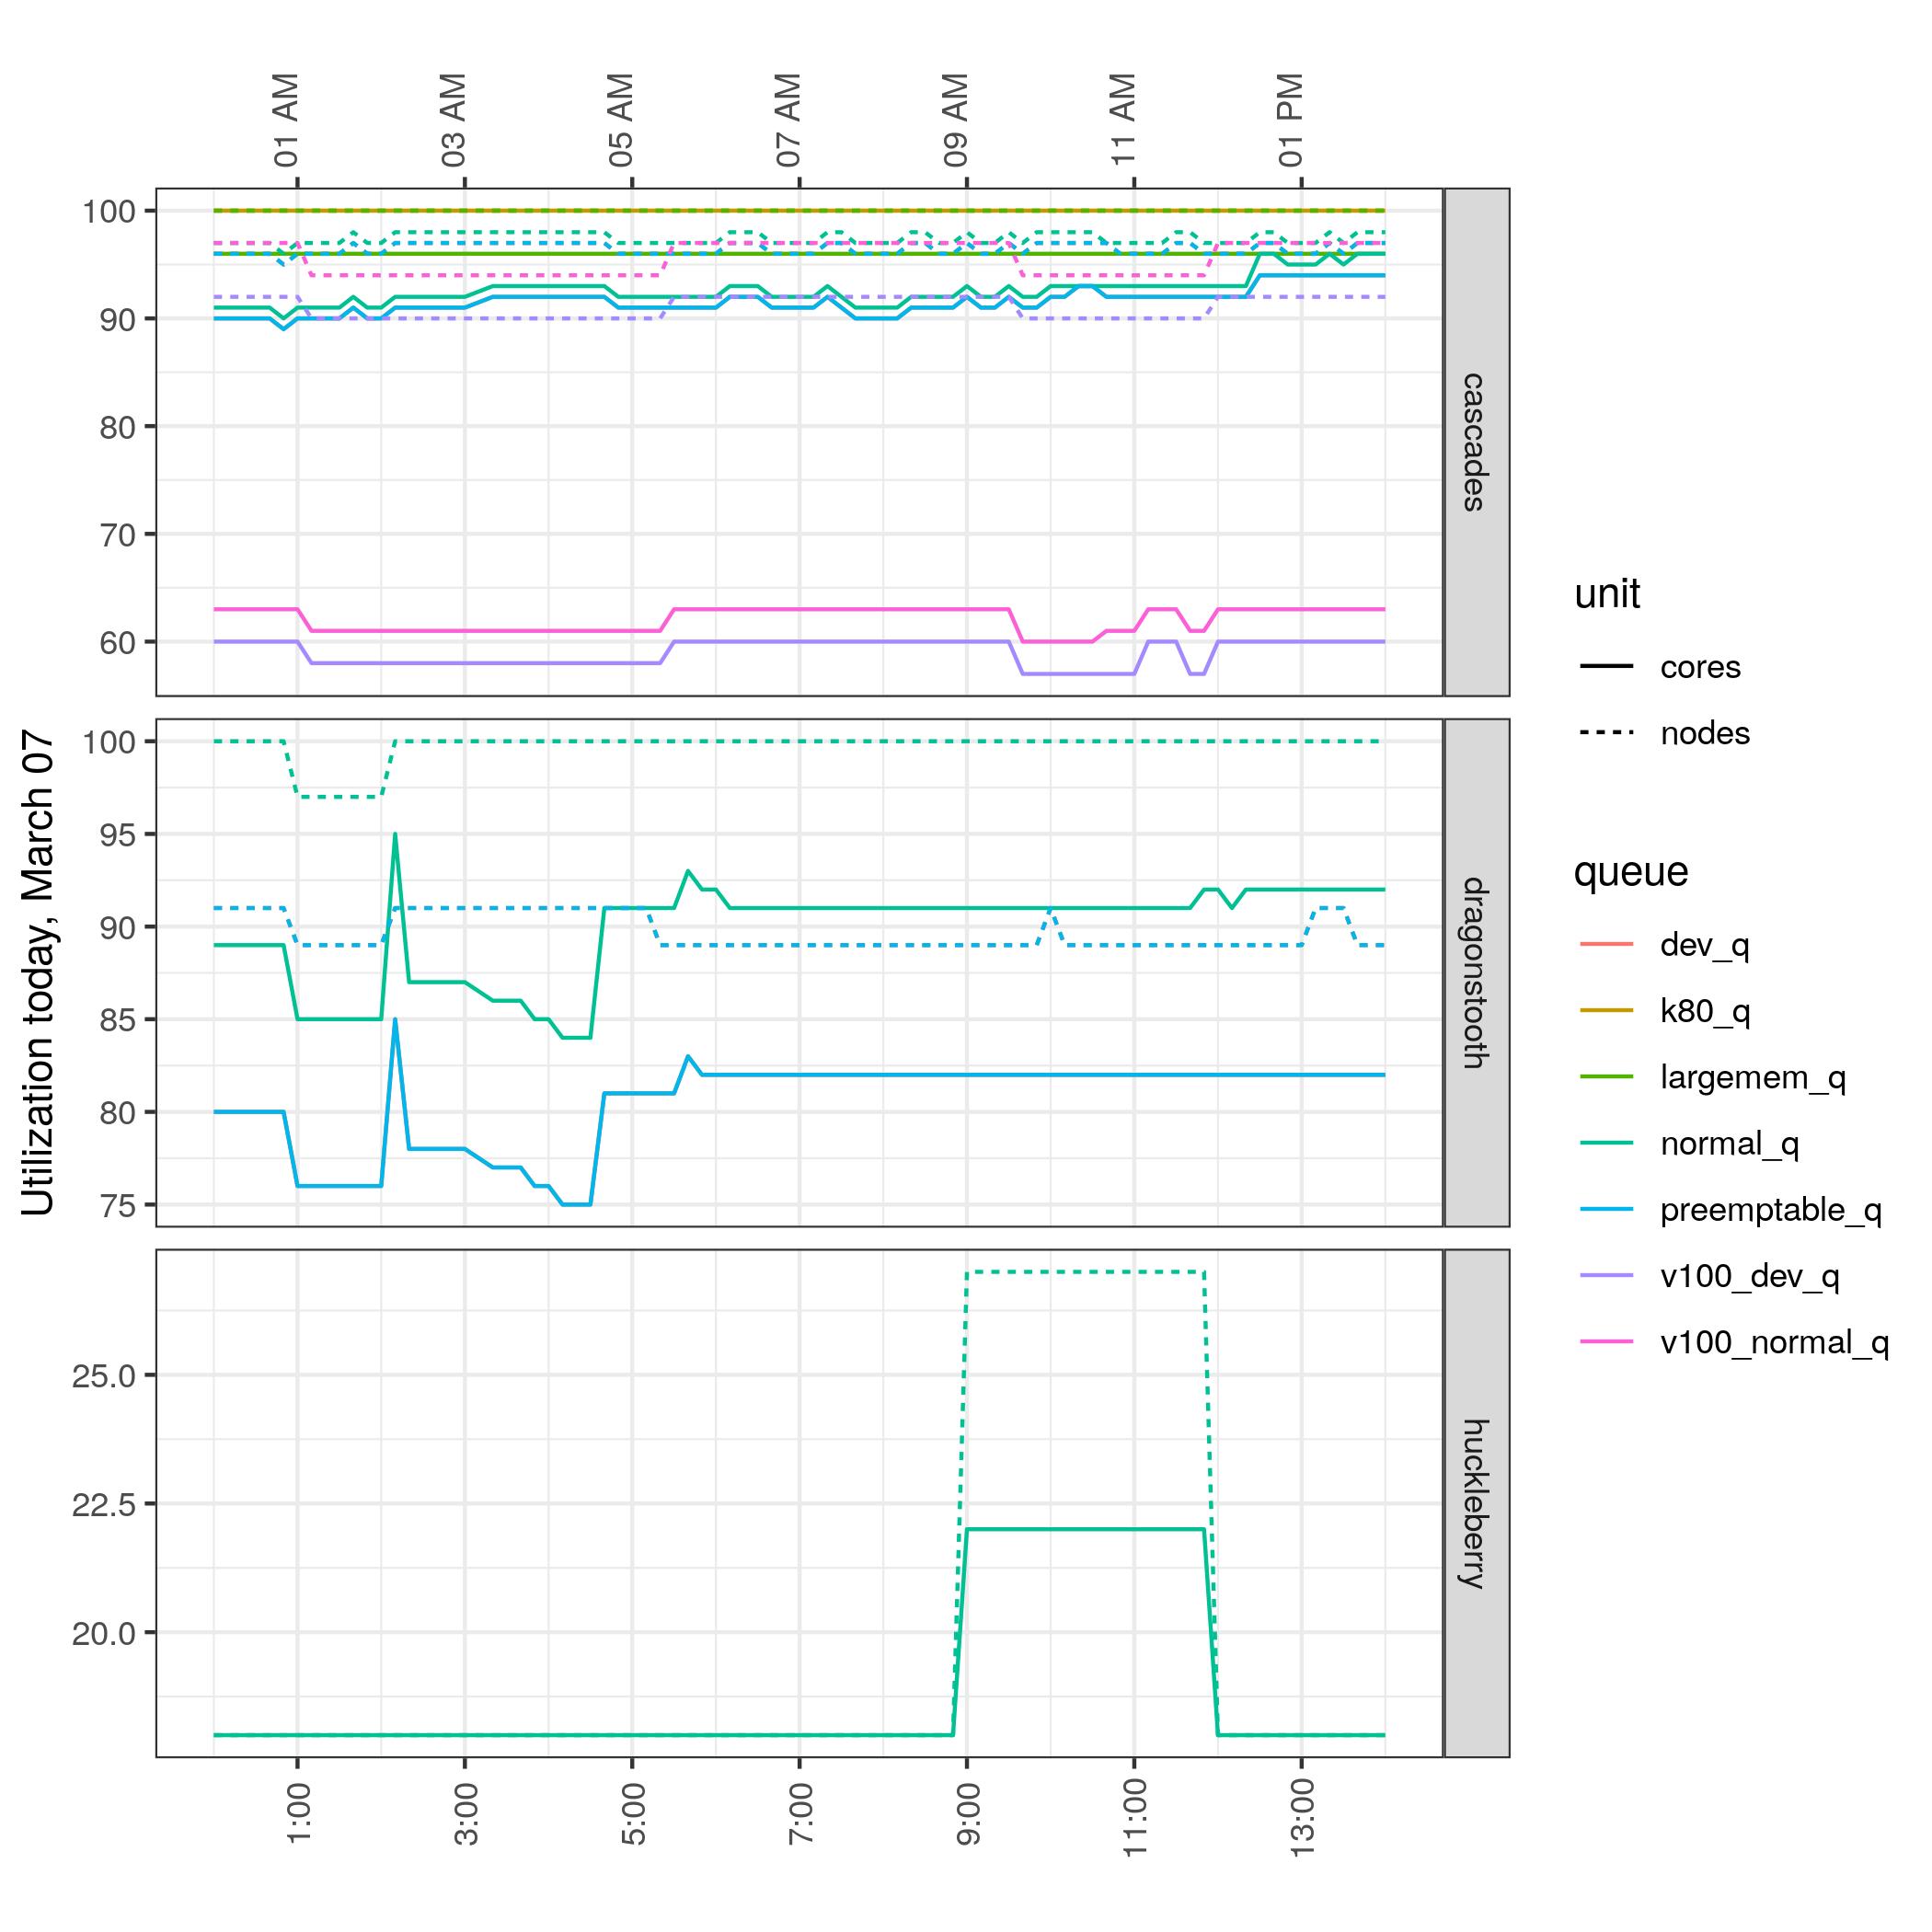 01 AM
03 AM
05 AM
07 AM
09 AM
11 AM
01 PM
Utilization today, March 07
100
90
80
70
60
cascades
100
95
90
85
80
75
dragonstooth
25.0
22.5
20.0
huckleberry
1:00
3:00
5:00
7:00
9:00
11:00
13:00
unit
cores
nodes
queue
dev_q
k80_q
largemem_q
normal_q
preemptable_q
v100_dev_q
v100_normal_q